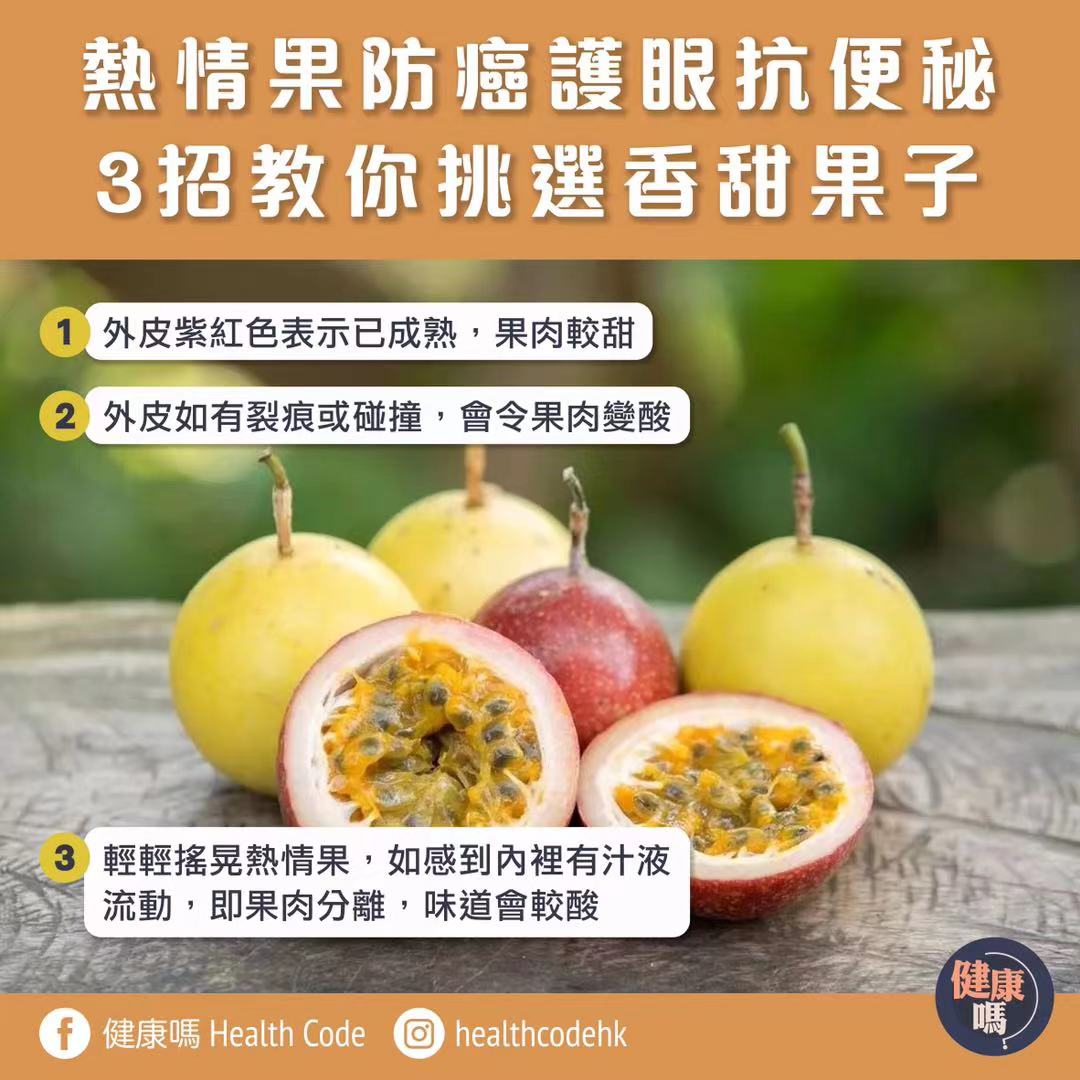 熱情果防癌護眼抗便秘
3招教你挑選香甜果子
1 外皮紫紅色表示已成熟，果肉較甜
2 外皮如有裂痕或碰撞，會令果肉變酸
3 輕輕搖晃熱情果，如感到內裡有汁液
流動，即果肉分離，味道會較酸
健康
嗎?
f 健康嗎 Health Code healthcodehk